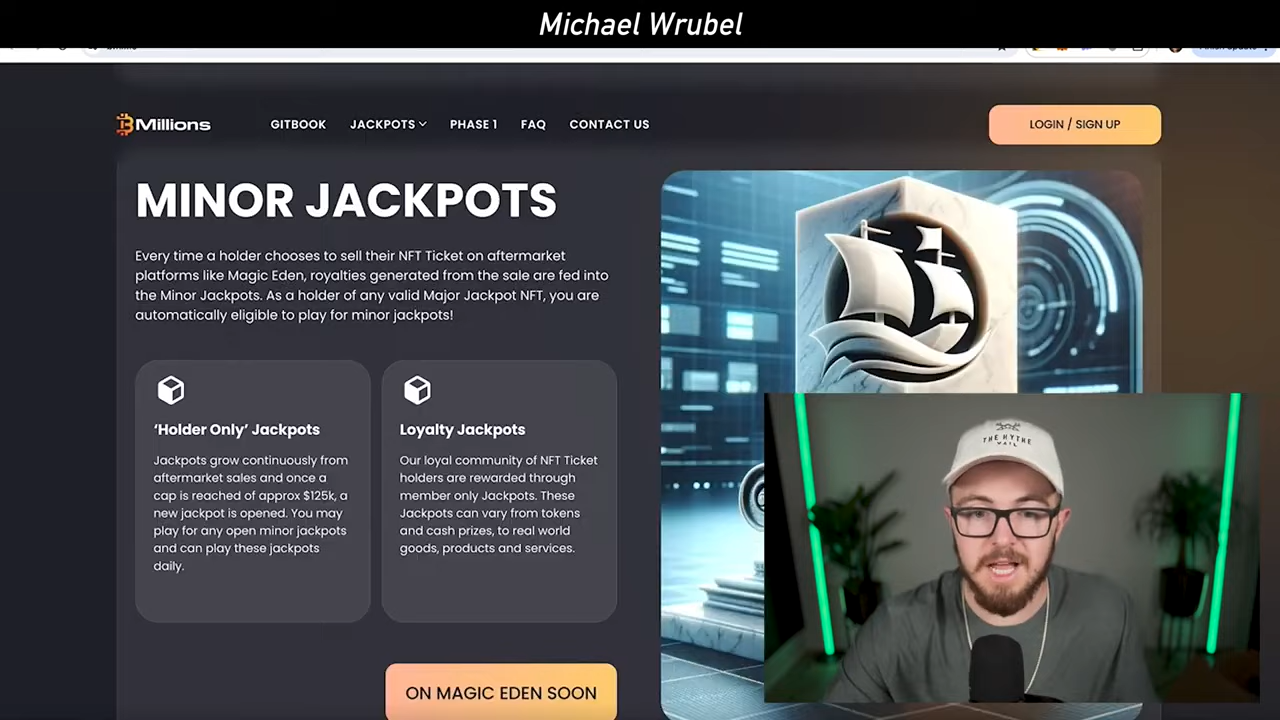 Michael Wrubel
Millions
GITBOOK
JACKPOTS
PHASE 1
FAQ
CONTACT US
LOGIN / SIGN UP
MINOR JACKPOTS
Every time a holder chooses to sell their NFT Ticket on aftermarket
platforms like Magic Eden, royalties generated from the sale are fed into
the Minor Jackpots. As a holder of any valid Major Jackpot NFT, you are
automatically eligible to play for minor jackpots!
‘Holder Only’ Jackpots
Jackpots grow continuously from
aftermarket sales and once a
cap is reached of approx $125k, a
new jackpot is opened. You may
play for any open minor jackpots
and can play these jackpots
daily.
Loyalty Jackpots
Our loyal community of NFT Ticket
holders are rewarded through
member only Jackpots. These
Jackpots can vary from tokens
and cash prizes, to real world
goods, products and services.
ON MAGIC EDEN SOON
THE HYTHE
VAIL